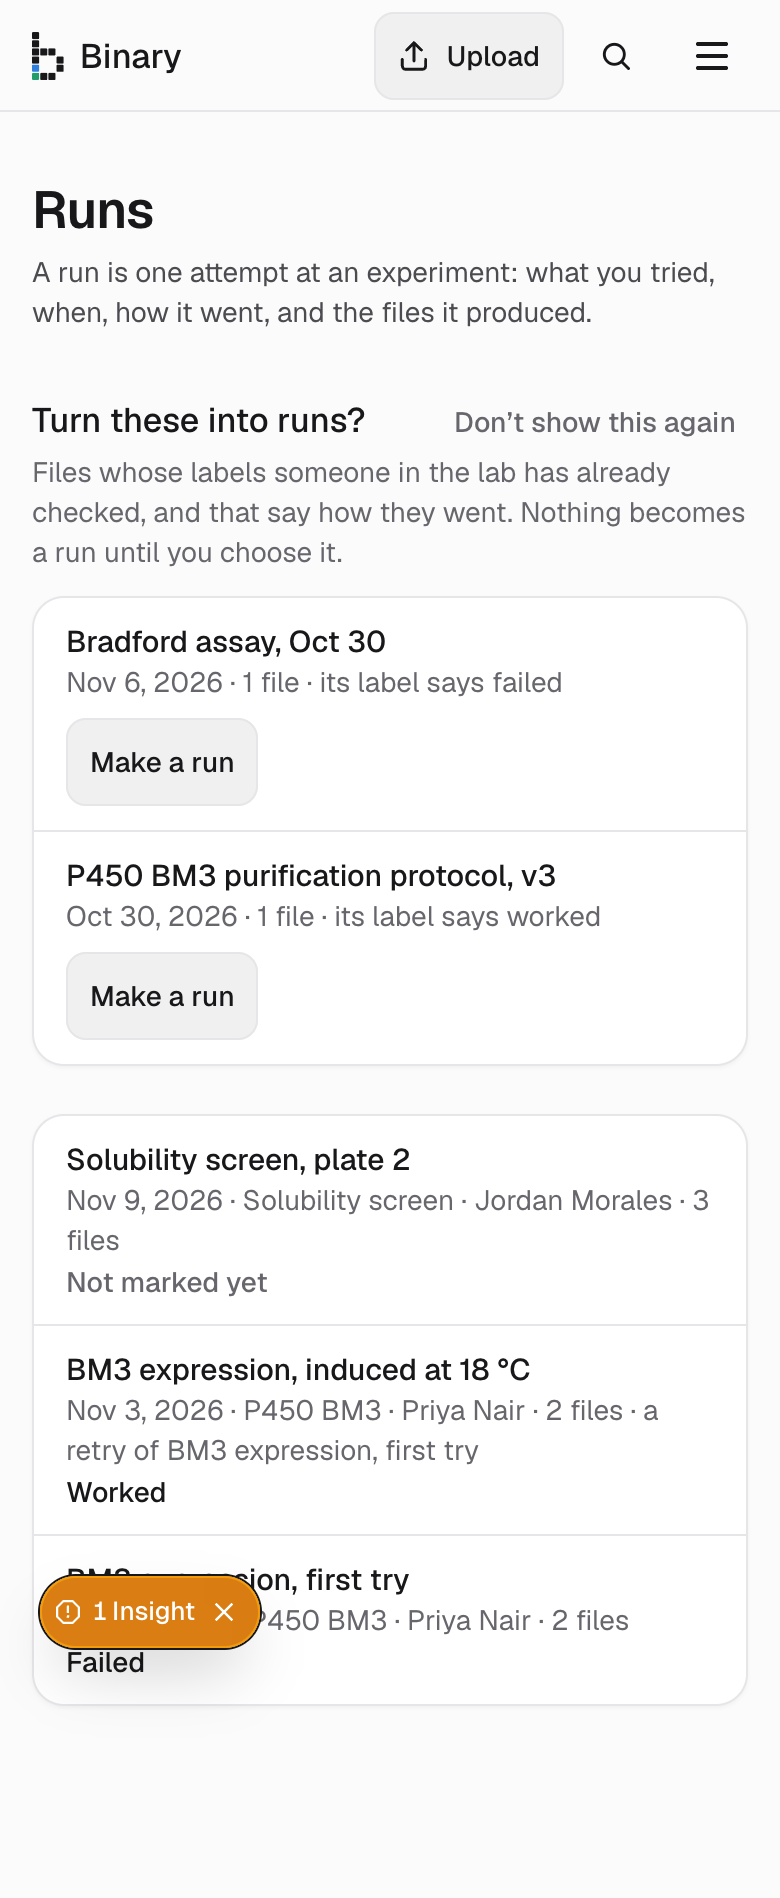 Binary
Upload
Runs
A run is one attempt at an experiment: what you tried,
when, how it went, and the files it produced.
Turn these into runs?
Don’t show this again
Files whose labels someone in the lab has already
checked, and that say how they went. Nothing becomes
a run until you choose it.
Bradford assay, Oct 30
Nov 6, 2026 · 1 file · its label says failed
Make a run
P450 BM3 purification protocol, v3
Oct 30, 2026 · 1 file · its label says worked
Make a run
Solubility screen, plate 2
Nov 9, 2026 · Solubility screen · Jordan Morales · 3
files
Not marked yet
BM3 expression, induced at 18 °C
Nov 3, 2026 · P450 BM3 · Priya Nair · 2 files · a
retry of BM3 expression, first try
Worked
BM3 expression, first try
1 Insight
P450 BM3 · Priya Nair · 2 files
Failed